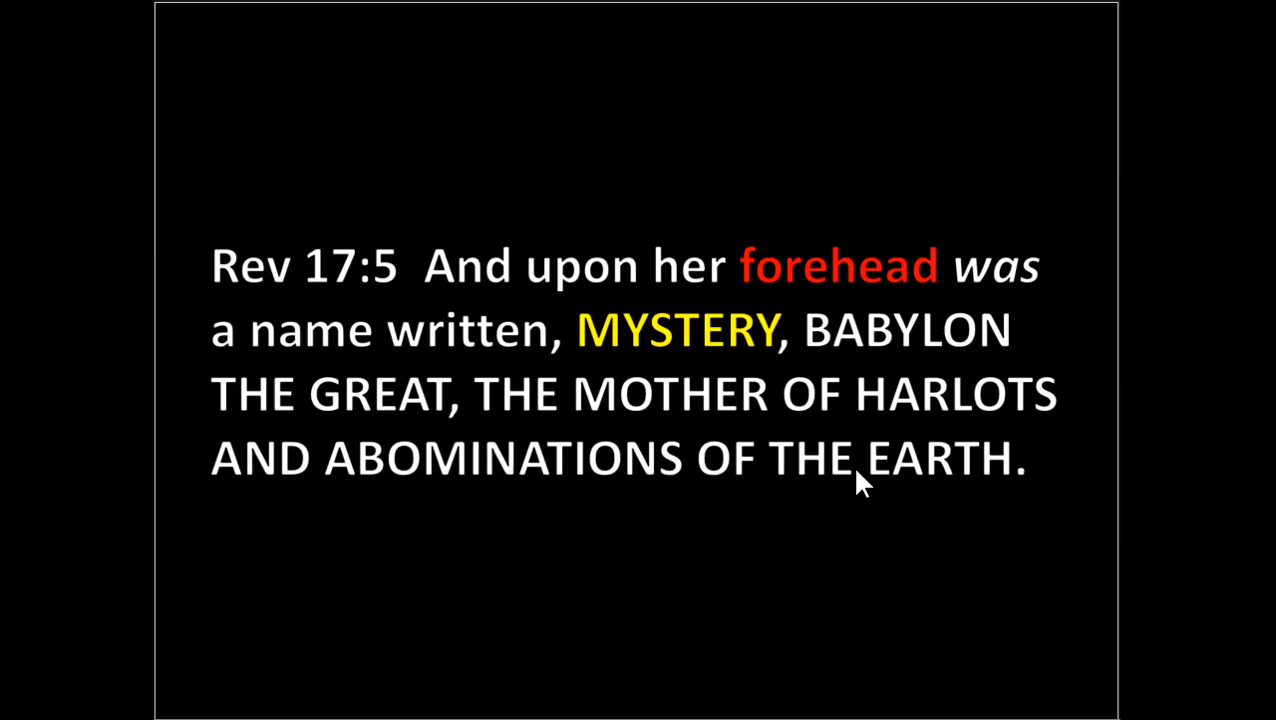 Rev 17:5  And upon her forehead was
a name written, MYSTERY, BABYLON
THE GREAT, THE MOTHER OF HARLOTS
AND ABOMINATIONS OF THE EARTH.